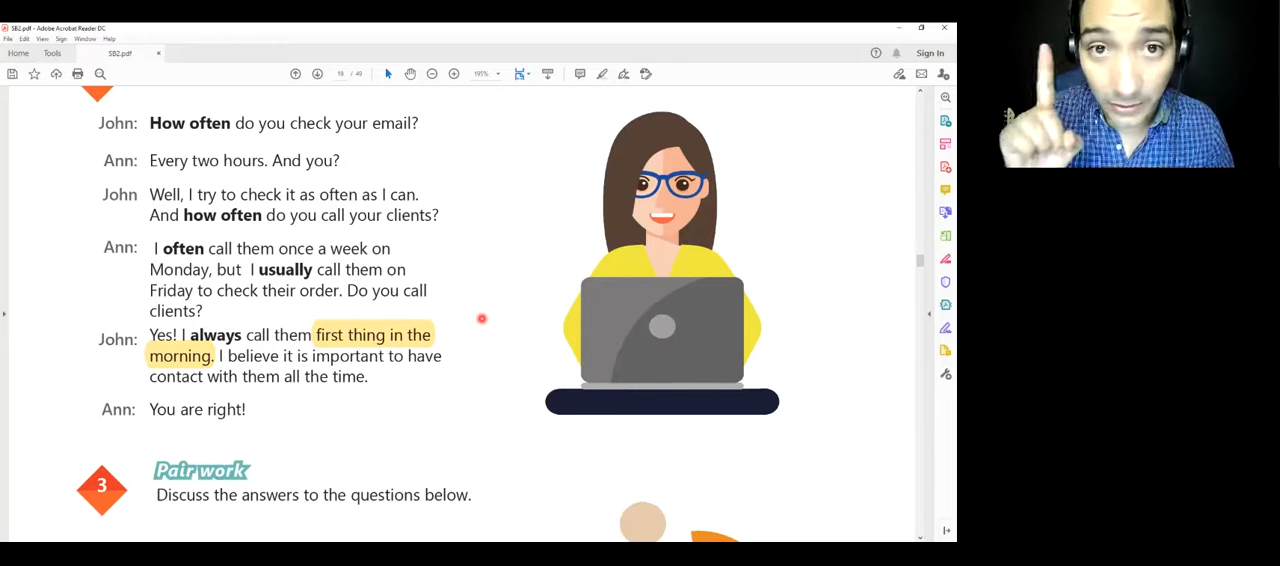 SB2.pdf - Adobe Acrobat Reader DC
File Edit View Sign Window Help
Home Tools SB2.pdf × Sign In
19 / 49 195%
John: How often do you check your email?
Ann: Every two hours. And you?
John Well, I try to check it as often as I can.
And how often do you call your clients?
Ann: I often call them once a week on
Monday, but I usually call them on
Friday to check their order. Do you call
clients?
John: Yes! I always call them first thing in the
morning. I believe it is important to have
contact with them all the time.
Ann: You are right!
3 Pair work
Discuss the answers to the questions below.